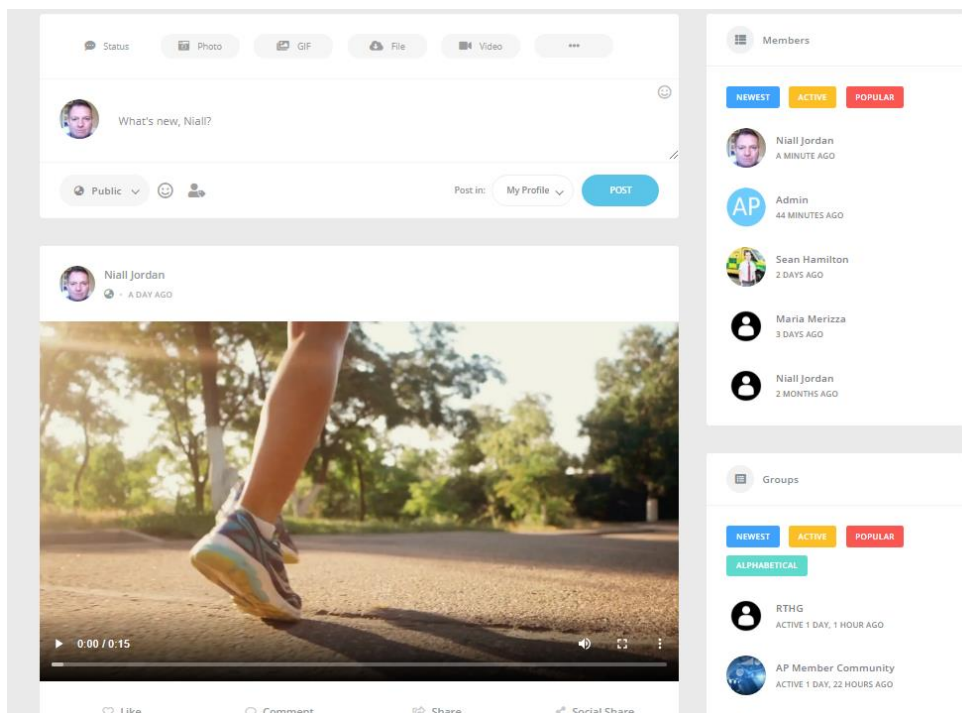 Status Photo GIF File Video
What's new, Niall?
Public Post in: My Profile POST
Niall Jordan
A DAY AGO
0:00 / 0:15
Like Comment Share Social Share
Members
NEWEST ACTIVE POPULAR
Niall Jordan
A MINUTE AGO
AP Admin
44 MINUTES AGO
Sean Hamilton
2 DAYS AGO
Maria Merizza
3 DAYS AGO
Niall Jordan
2 MONTHS AGO
Groups
NEWEST ACTIVE POPULAR
ALPHABETICAL
RTHG
ACTIVE 1 DAY, 1 HOUR AGO
AP Member Community
ACTIVE 1 DAY, 22 HOURS AGO